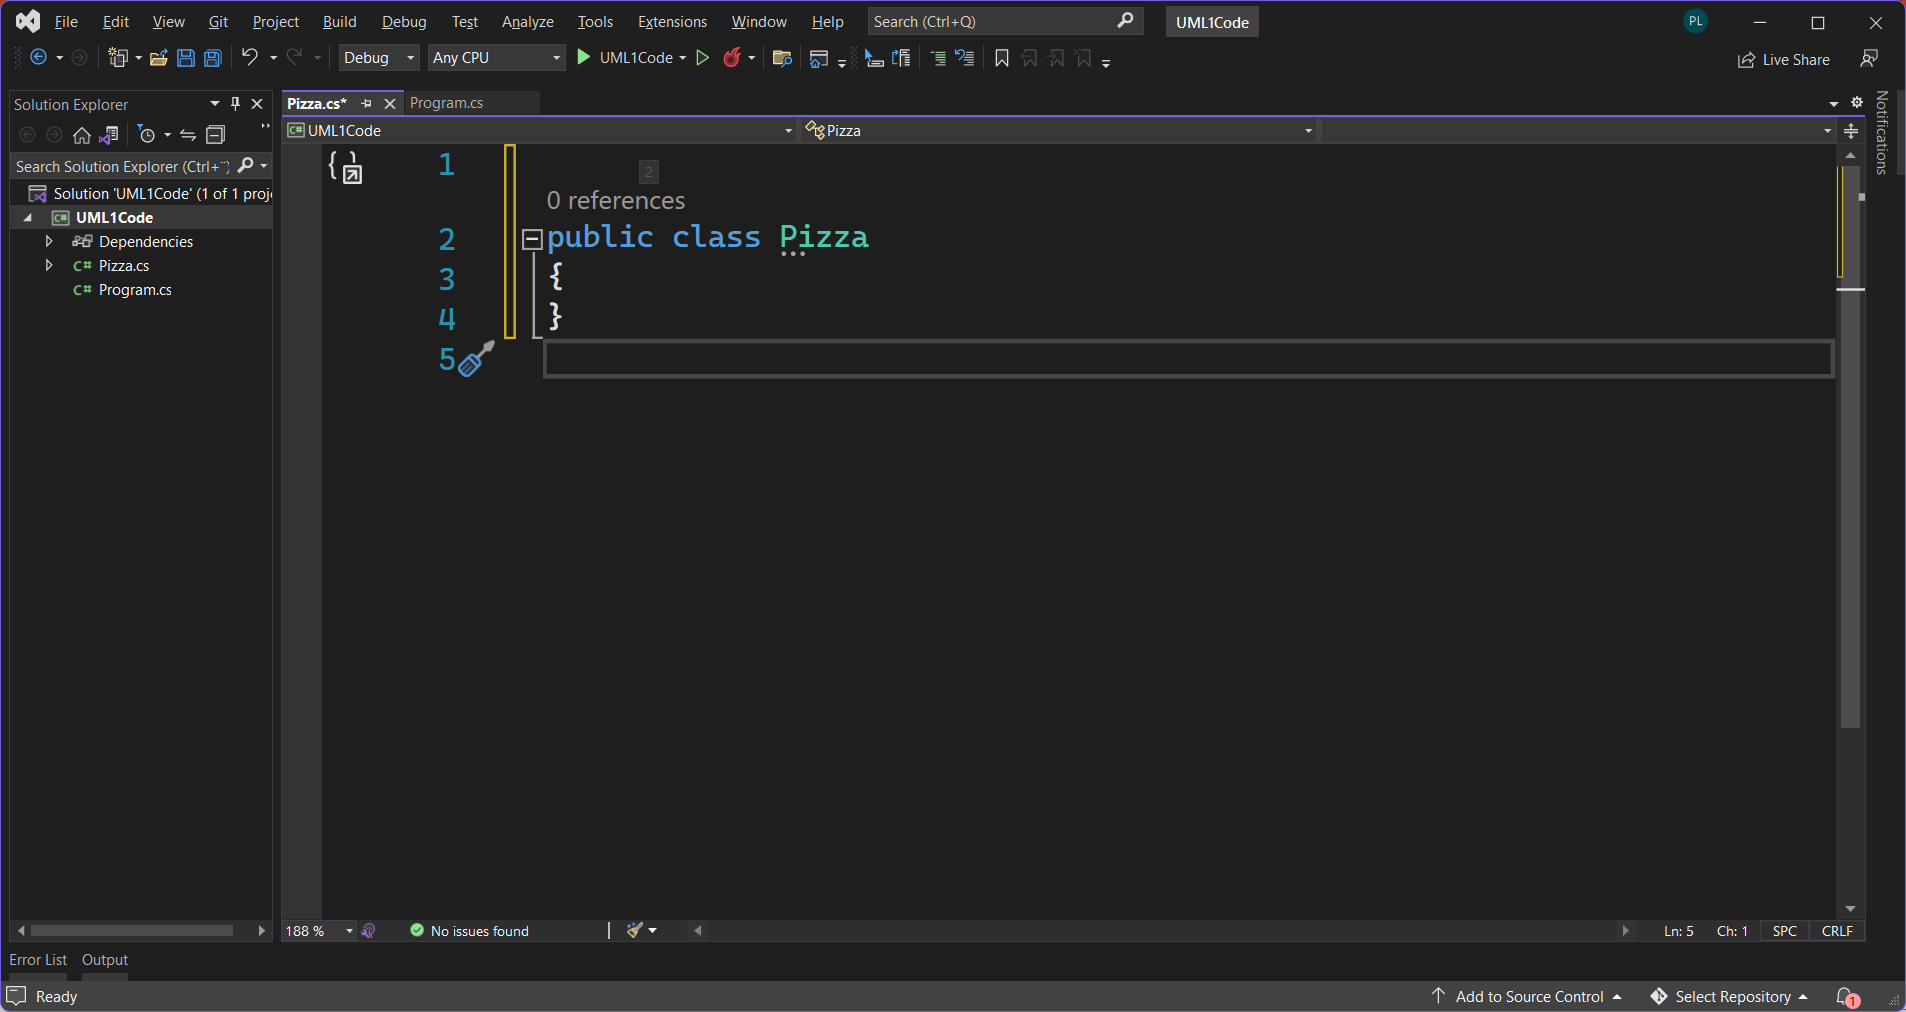 File Edit View Git Project Build Debug Test Analyze Tools Extensions Window Help Search (Ctrl+Q) UML1Code PL
Debug Any CPU UML1Code Live Share
Solution Explorer
Pizza.cs* Program.cs
Notifications
UML1Code Pizza
Search Solution Explorer (Ctrl+¨)
Solution 'UML1Code' (1 of 1 proje
UML1Code
Dependencies
C# Pizza.cs
C# Program.cs
1
2
0 references
2 public class Pizza
3 {
4 }
5
188 % No issues found Ln: 5 Ch: 1 SPC CRLF
Error List Output
Ready Add to Source Control Select Repository 1